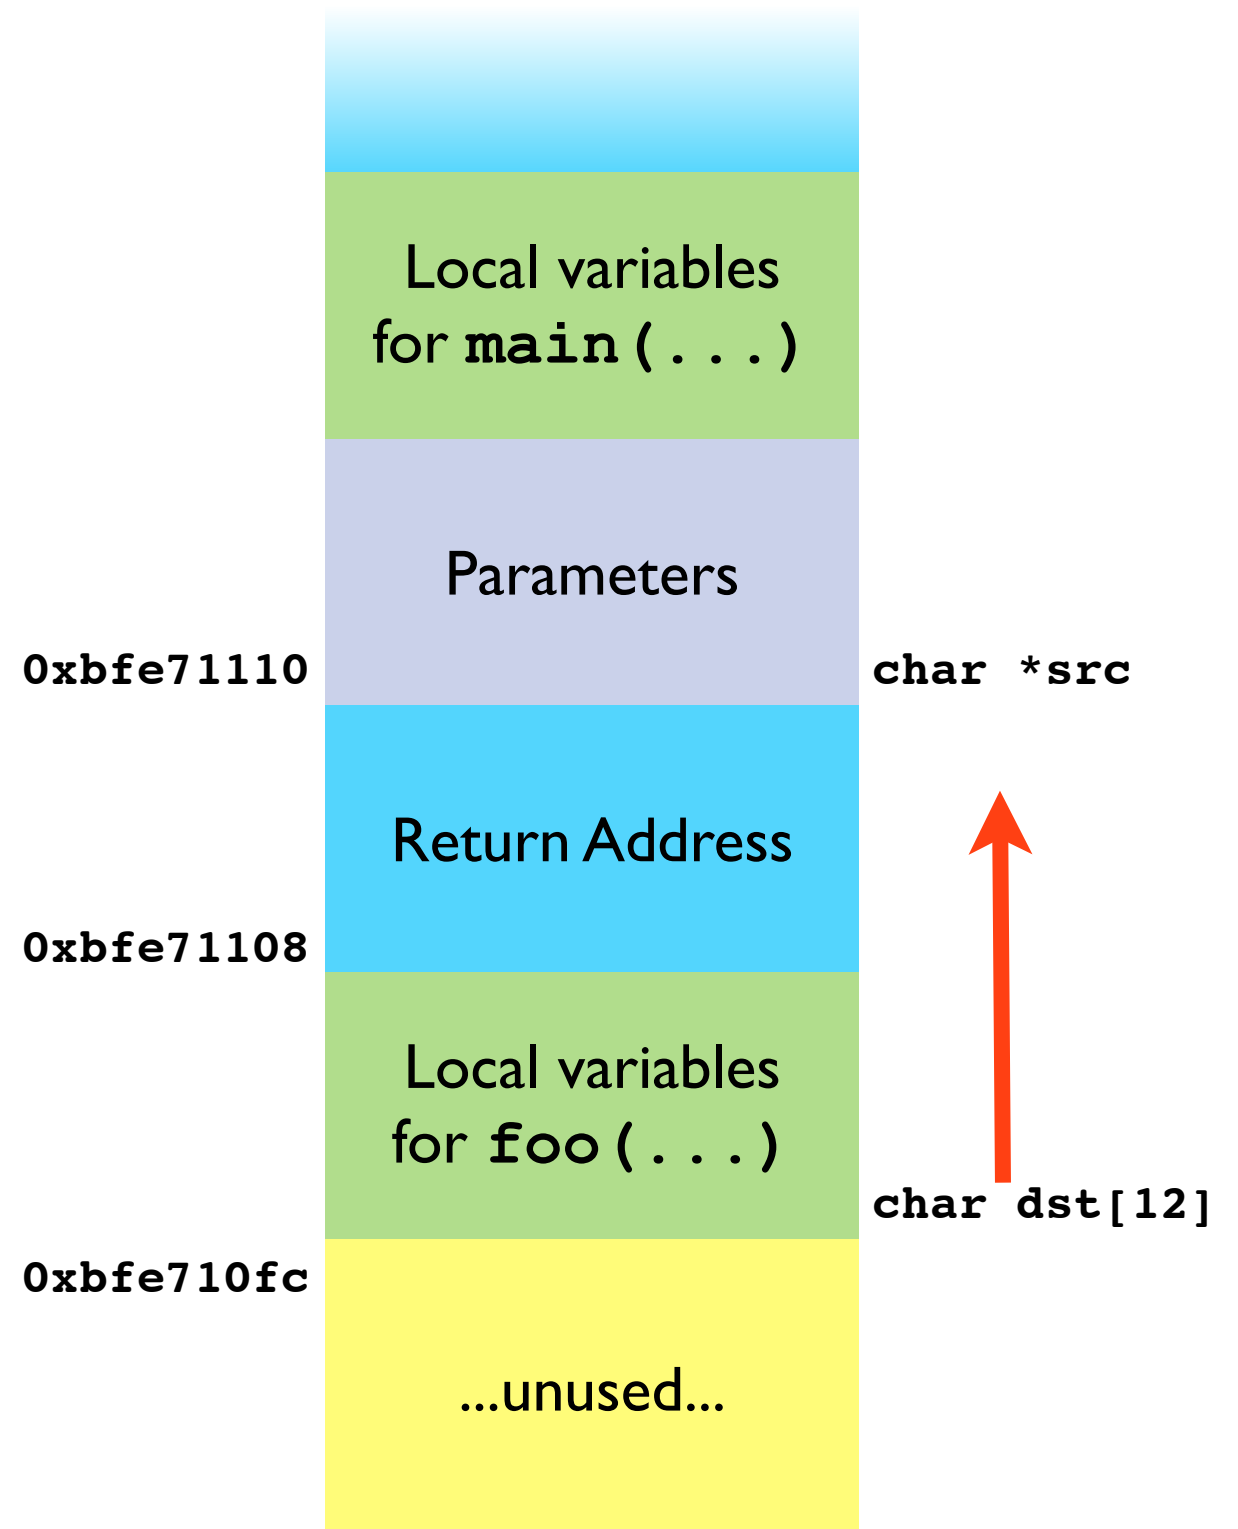 Local variables
for main(...)
Parameters
0xbfe71110
char *src
Return Address
0xbfe71108
Local variables
for foo(...)
char dst[12]
0xbfe710fc
...unused...